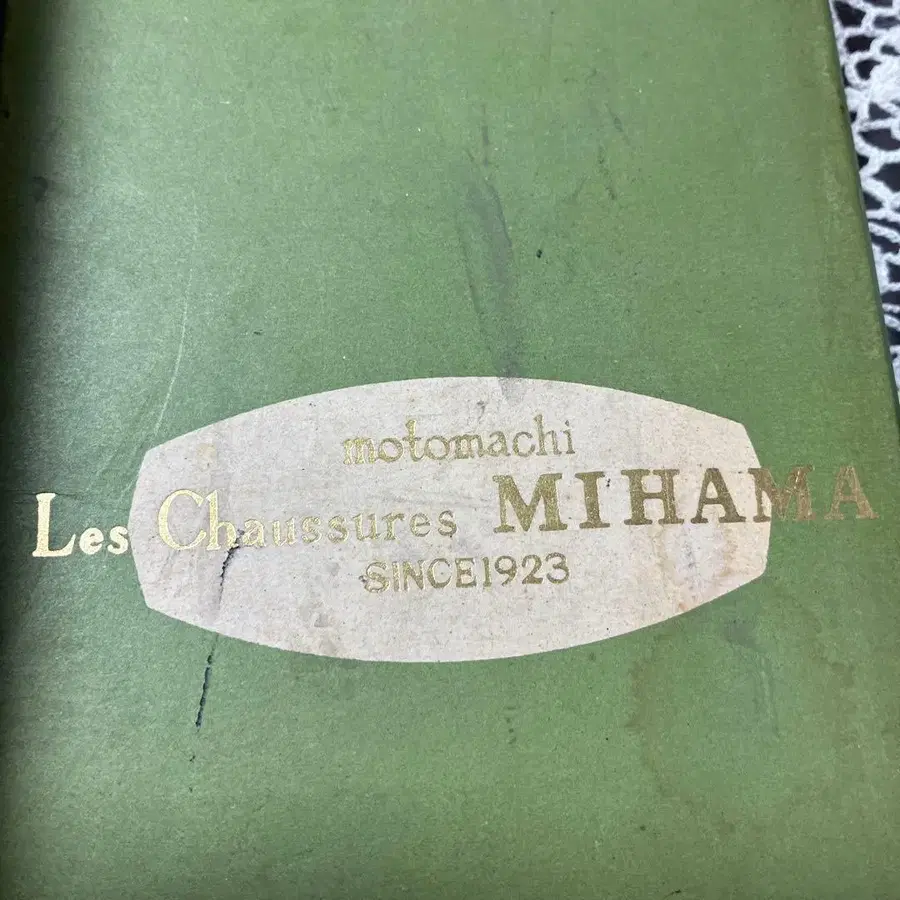 motomachi
Les Chaussures MIHAMA
SINCE1923